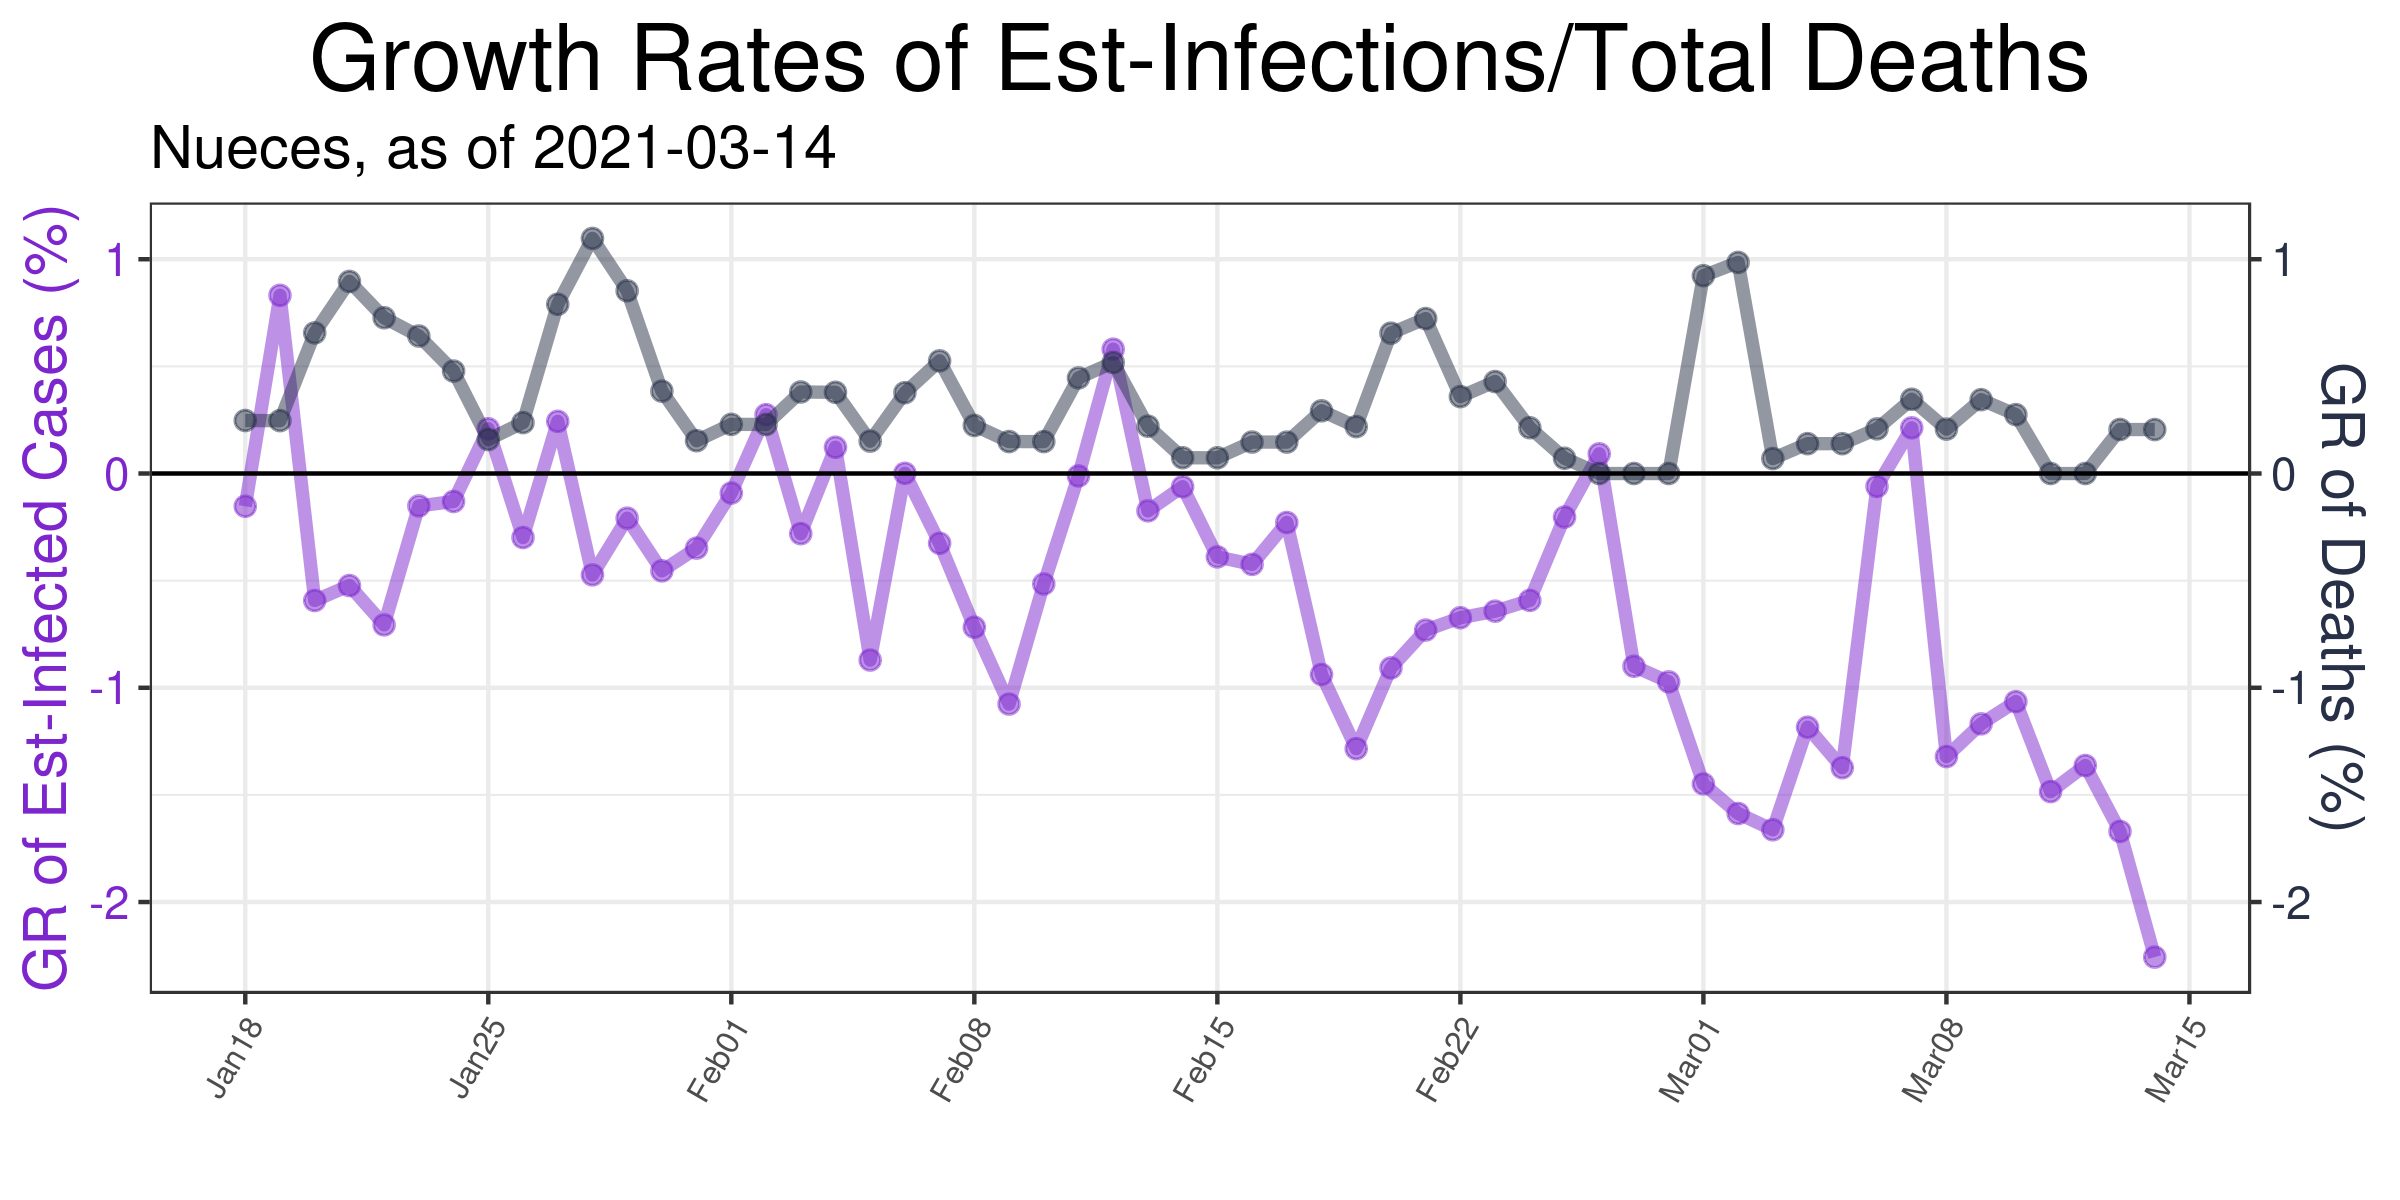 Growth Rates of Est-Infections/Total Deaths
Nueces, as of 2021-03-14
GR of Est-Infected Cases (%)
1
0
-1
-2
1
0
-1
-2
GR of Deaths (%)
Jan18
Jan25
Feb01
Feb08
Feb15
Feb22
Mar01
Mar08
Mar15